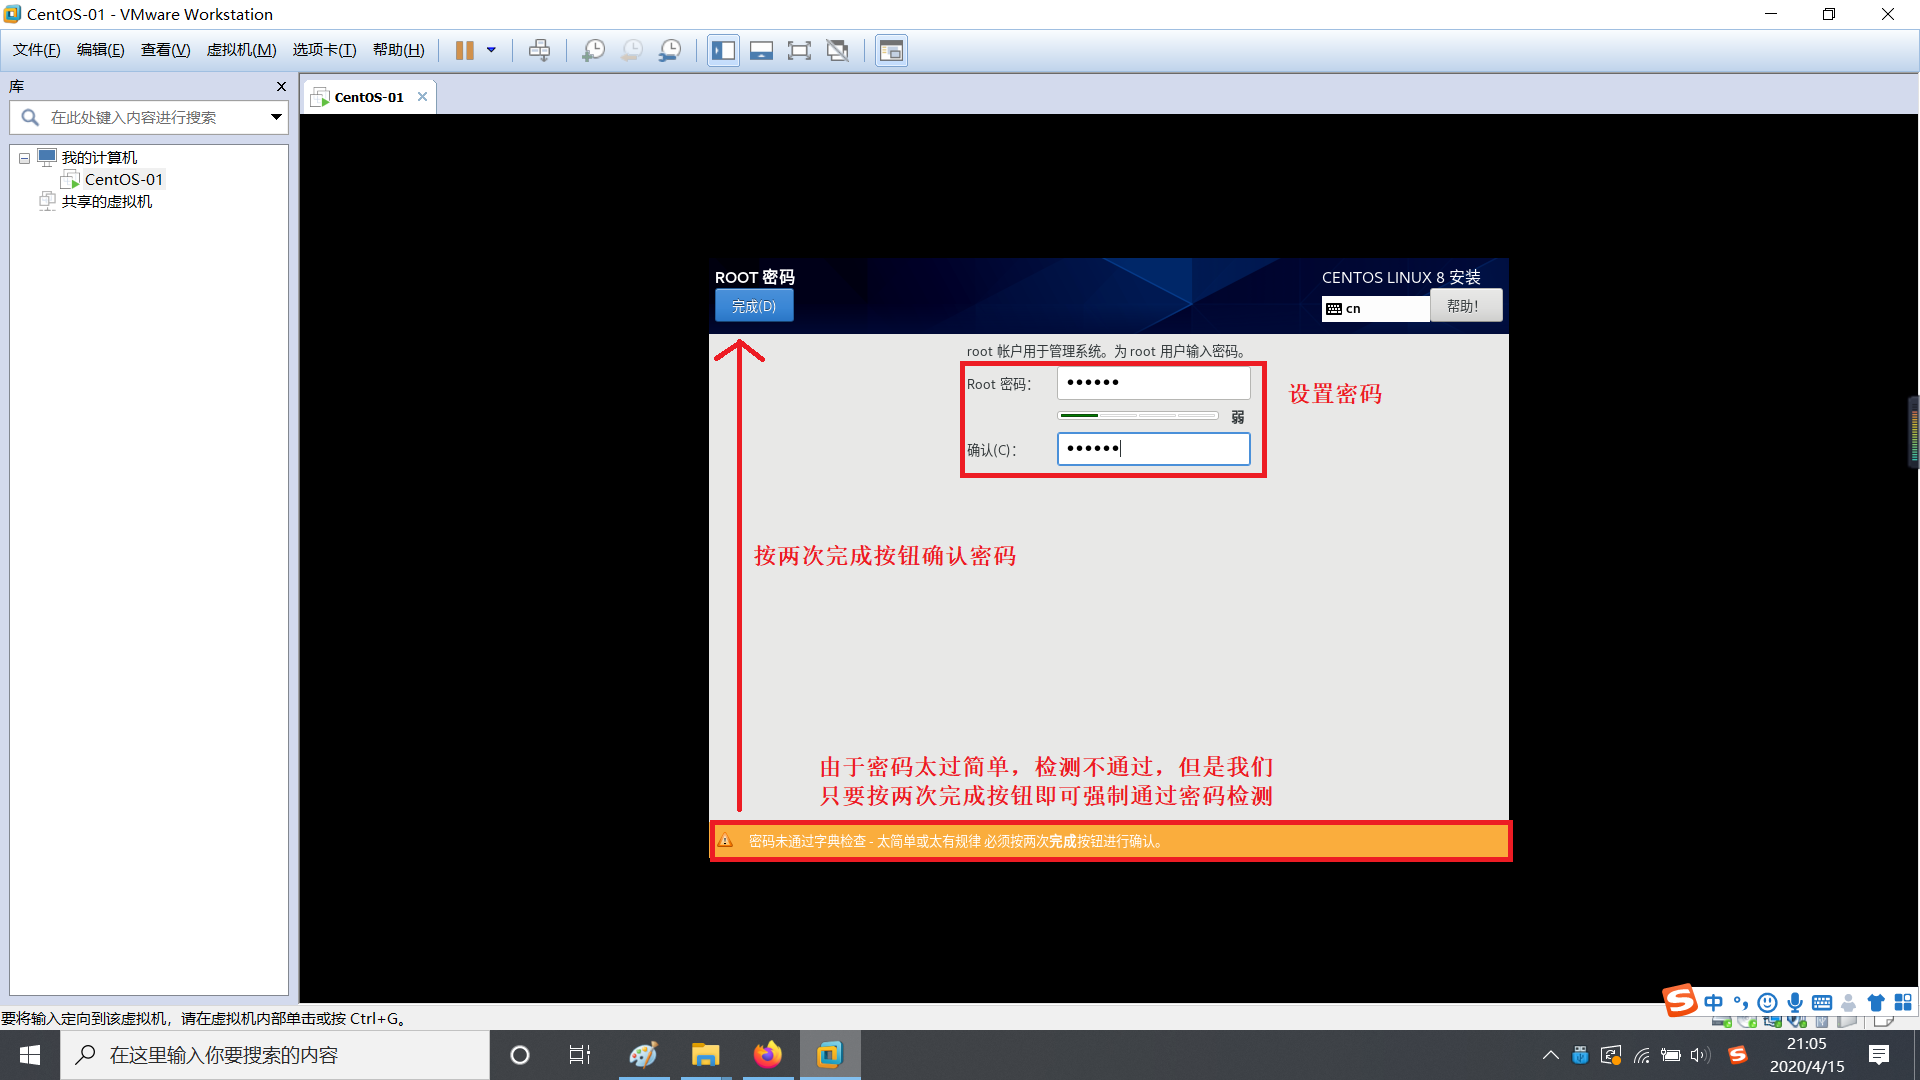 CentOS-01 - VMware Workstation
文件(F) 编辑(E) 查看(V) 虚拟机(M) 选项卡(T) 帮助(H)
库
在此处键入内容进行搜索
我的计算机
CentOS-01
共享的虚拟机
CentOS-01
ROOT 密码
完成(D)
CENTOS LINUX 8 安装
cn
帮助!
root 帐户用于管理系统。为 root 用户输入密码。
Root 密码：
弱
确认(C)：
设置密码
按两次完成按钮确认密码
由于密码太过简单，检测不通过，但是我们
只要按两次完成按钮即可强制通过密码检测
密码未通过字典检查 - 太简单或太有规律 必须按两次完成按钮进行确认。
要将输入定向到该虚拟机，请在虚拟机内部单击或按 Ctrl+G。
中
在这里输入你要搜索的内容
21:05
2020/4/15